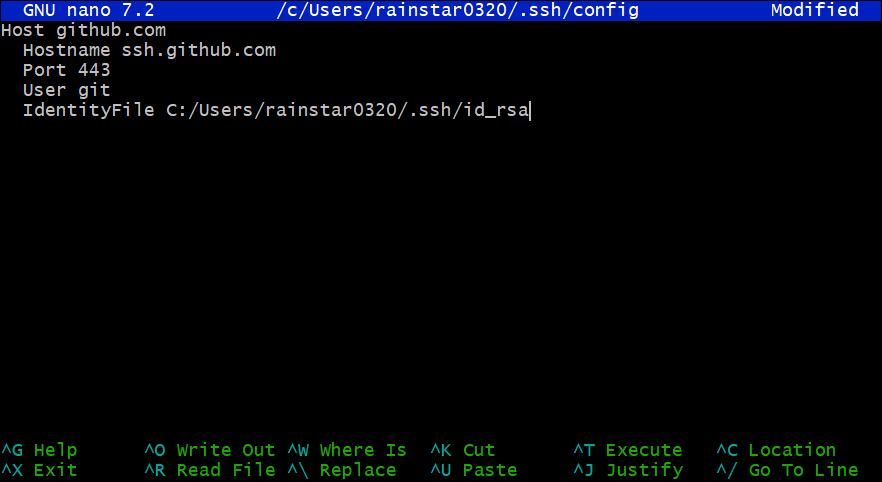 GNU nano 7.2 /c/Users/rainstar0320/.ssh/config Modified
Host github.com
Hostname ssh.github.com
Port 443
User git
IdentityFile C:/Users/rainstar0320/.ssh/id_rsa
^G Help ^O Write Out ^W Where Is ^K Cut ^T Execute ^C Location
^X Exit ^R Read File ^\ Replace ^U Paste ^J Justify ^/ Go To Line